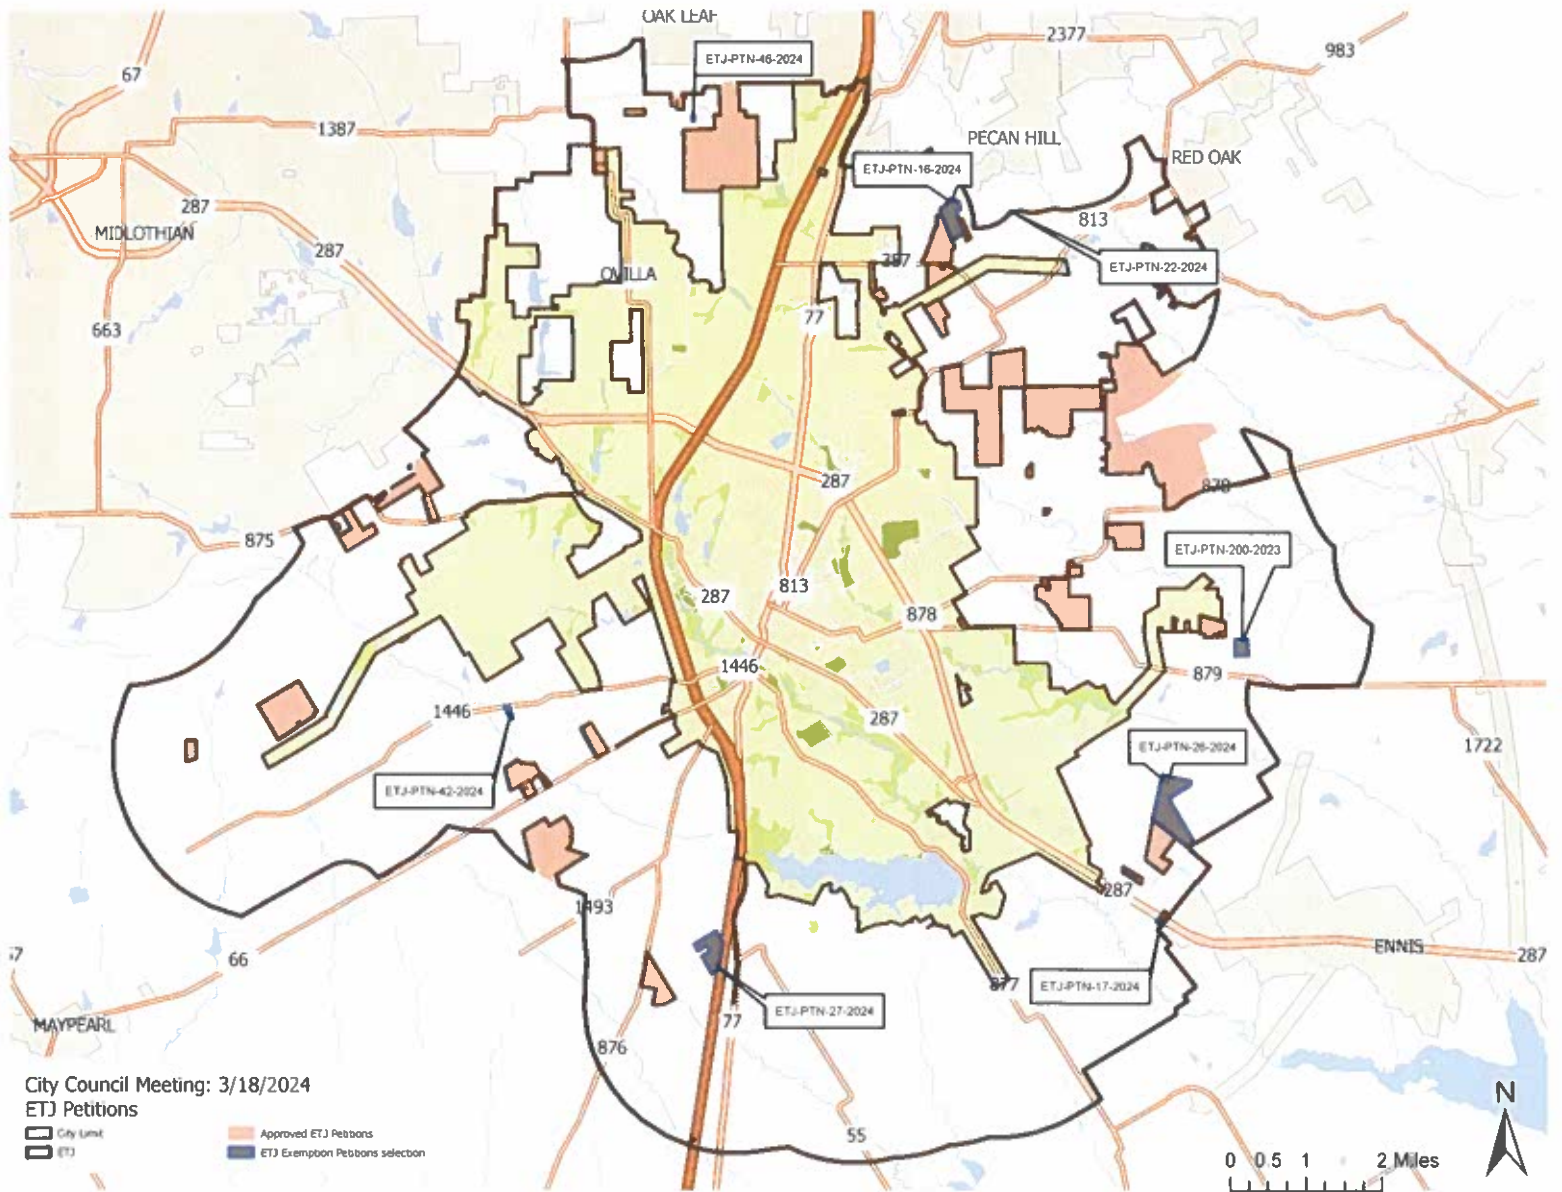 OAK LEAF
2377
983
ETJ-PTN-46-2024
67
1387
PECAN HILL
RED OAK
ETJ-PTN-16-2024
287
813
MIDLOTHIAN
287
387
ETJ-PTN-22-2024
OVILLA
77
663
287
878
875
ETJ-PTN-200-2023
287
813
878
1446
879
1446
287
1722
ETJ-PTN-26-2024
ETJ-PTN-42-2024
287
1493
ENNIS
287
66
877
ETJ-PTN-17-2024
ETJ-PTN-27-2024
77
MAYPEARL
876
City Council Meeting: 3/18/2024
ETJ Petitions
City Limit
Approved ETJ Petitions
ETJ
ETJ Exemption Petitions selection
55
N
0 0.5 1 2 Miles